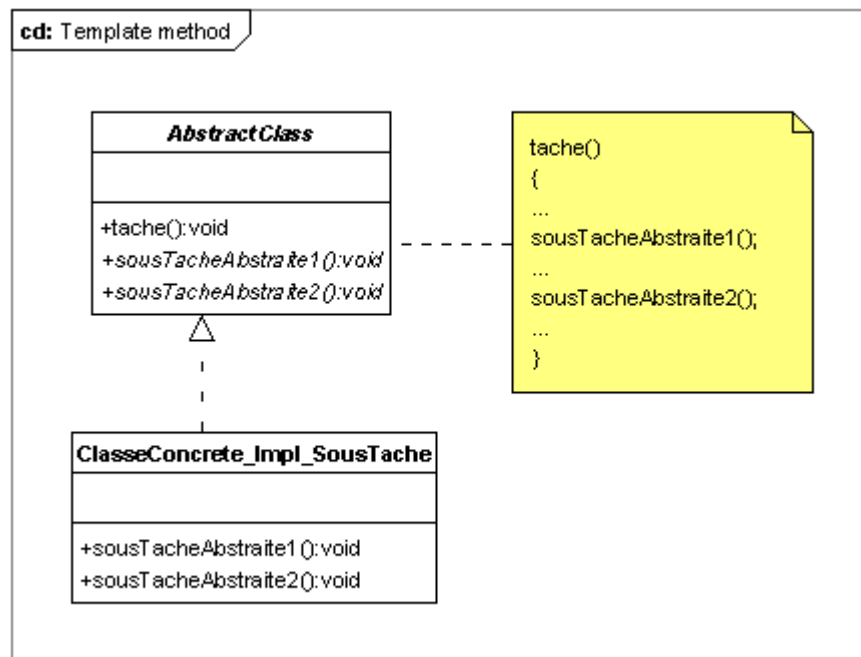 cd: Template method
AbstractClass
+tache():void
+sousTacheAbstraite1():void
+sousTacheAbstraite2():void
tache()
{
...
sousTacheAbstraite1();
...
sousTacheAbstraite2();
...
}
ClasseConcrete_Impl_SousTache
+sousTacheAbstraite1():void
+sousTacheAbstraite2():void